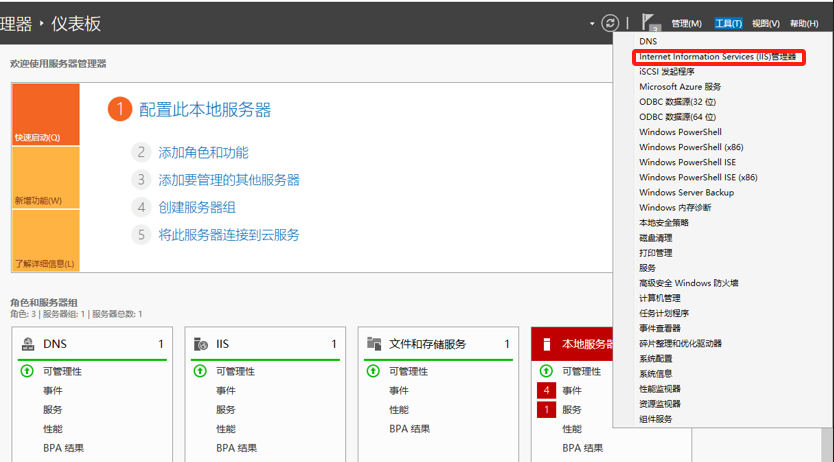 理器 · 仪表板
管理(M) 工具(T) 视图(V) 帮助(H)
欢迎使用服务器管理器
快速启动(Q)
新增功能(W)
了解详细信息(L)
1 配置此本地服务器
2 添加角色和功能
3 添加要管理的其他服务器
4 创建服务器组
5 将此服务器连接到云服务
DNS
Internet Information Services (IIS)管理器
iSCSI 发起程序
Microsoft Azure 服务
ODBC 数据源(32 位)
ODBC 数据源(64 位)
Windows PowerShell
Windows PowerShell (x86)
Windows PowerShell ISE
Windows PowerShell ISE (x86)
Windows Server Backup
Windows 内存诊断
本地安全策略
磁盘清理
打印管理
服务
高级安全 Windows 防火墙
计算机管理
任务计划程序
事件查看器
碎片整理和优化驱动器
系统配置
系统信息
性能监视器
资源监视器
组件服务
角色和服务器组
角色: 3 | 服务器组: 1 | 服务器总数: 1
DNS 1
可管理性
事件
服务
性能
BPA 结果
IIS 1
可管理性
事件
服务
性能
BPA 结果
文件和存储服务 1
可管理性
事件
性能
BPA 结果
本地服务器
可管理性
4 事件
1 服务
性能
BPA 结果